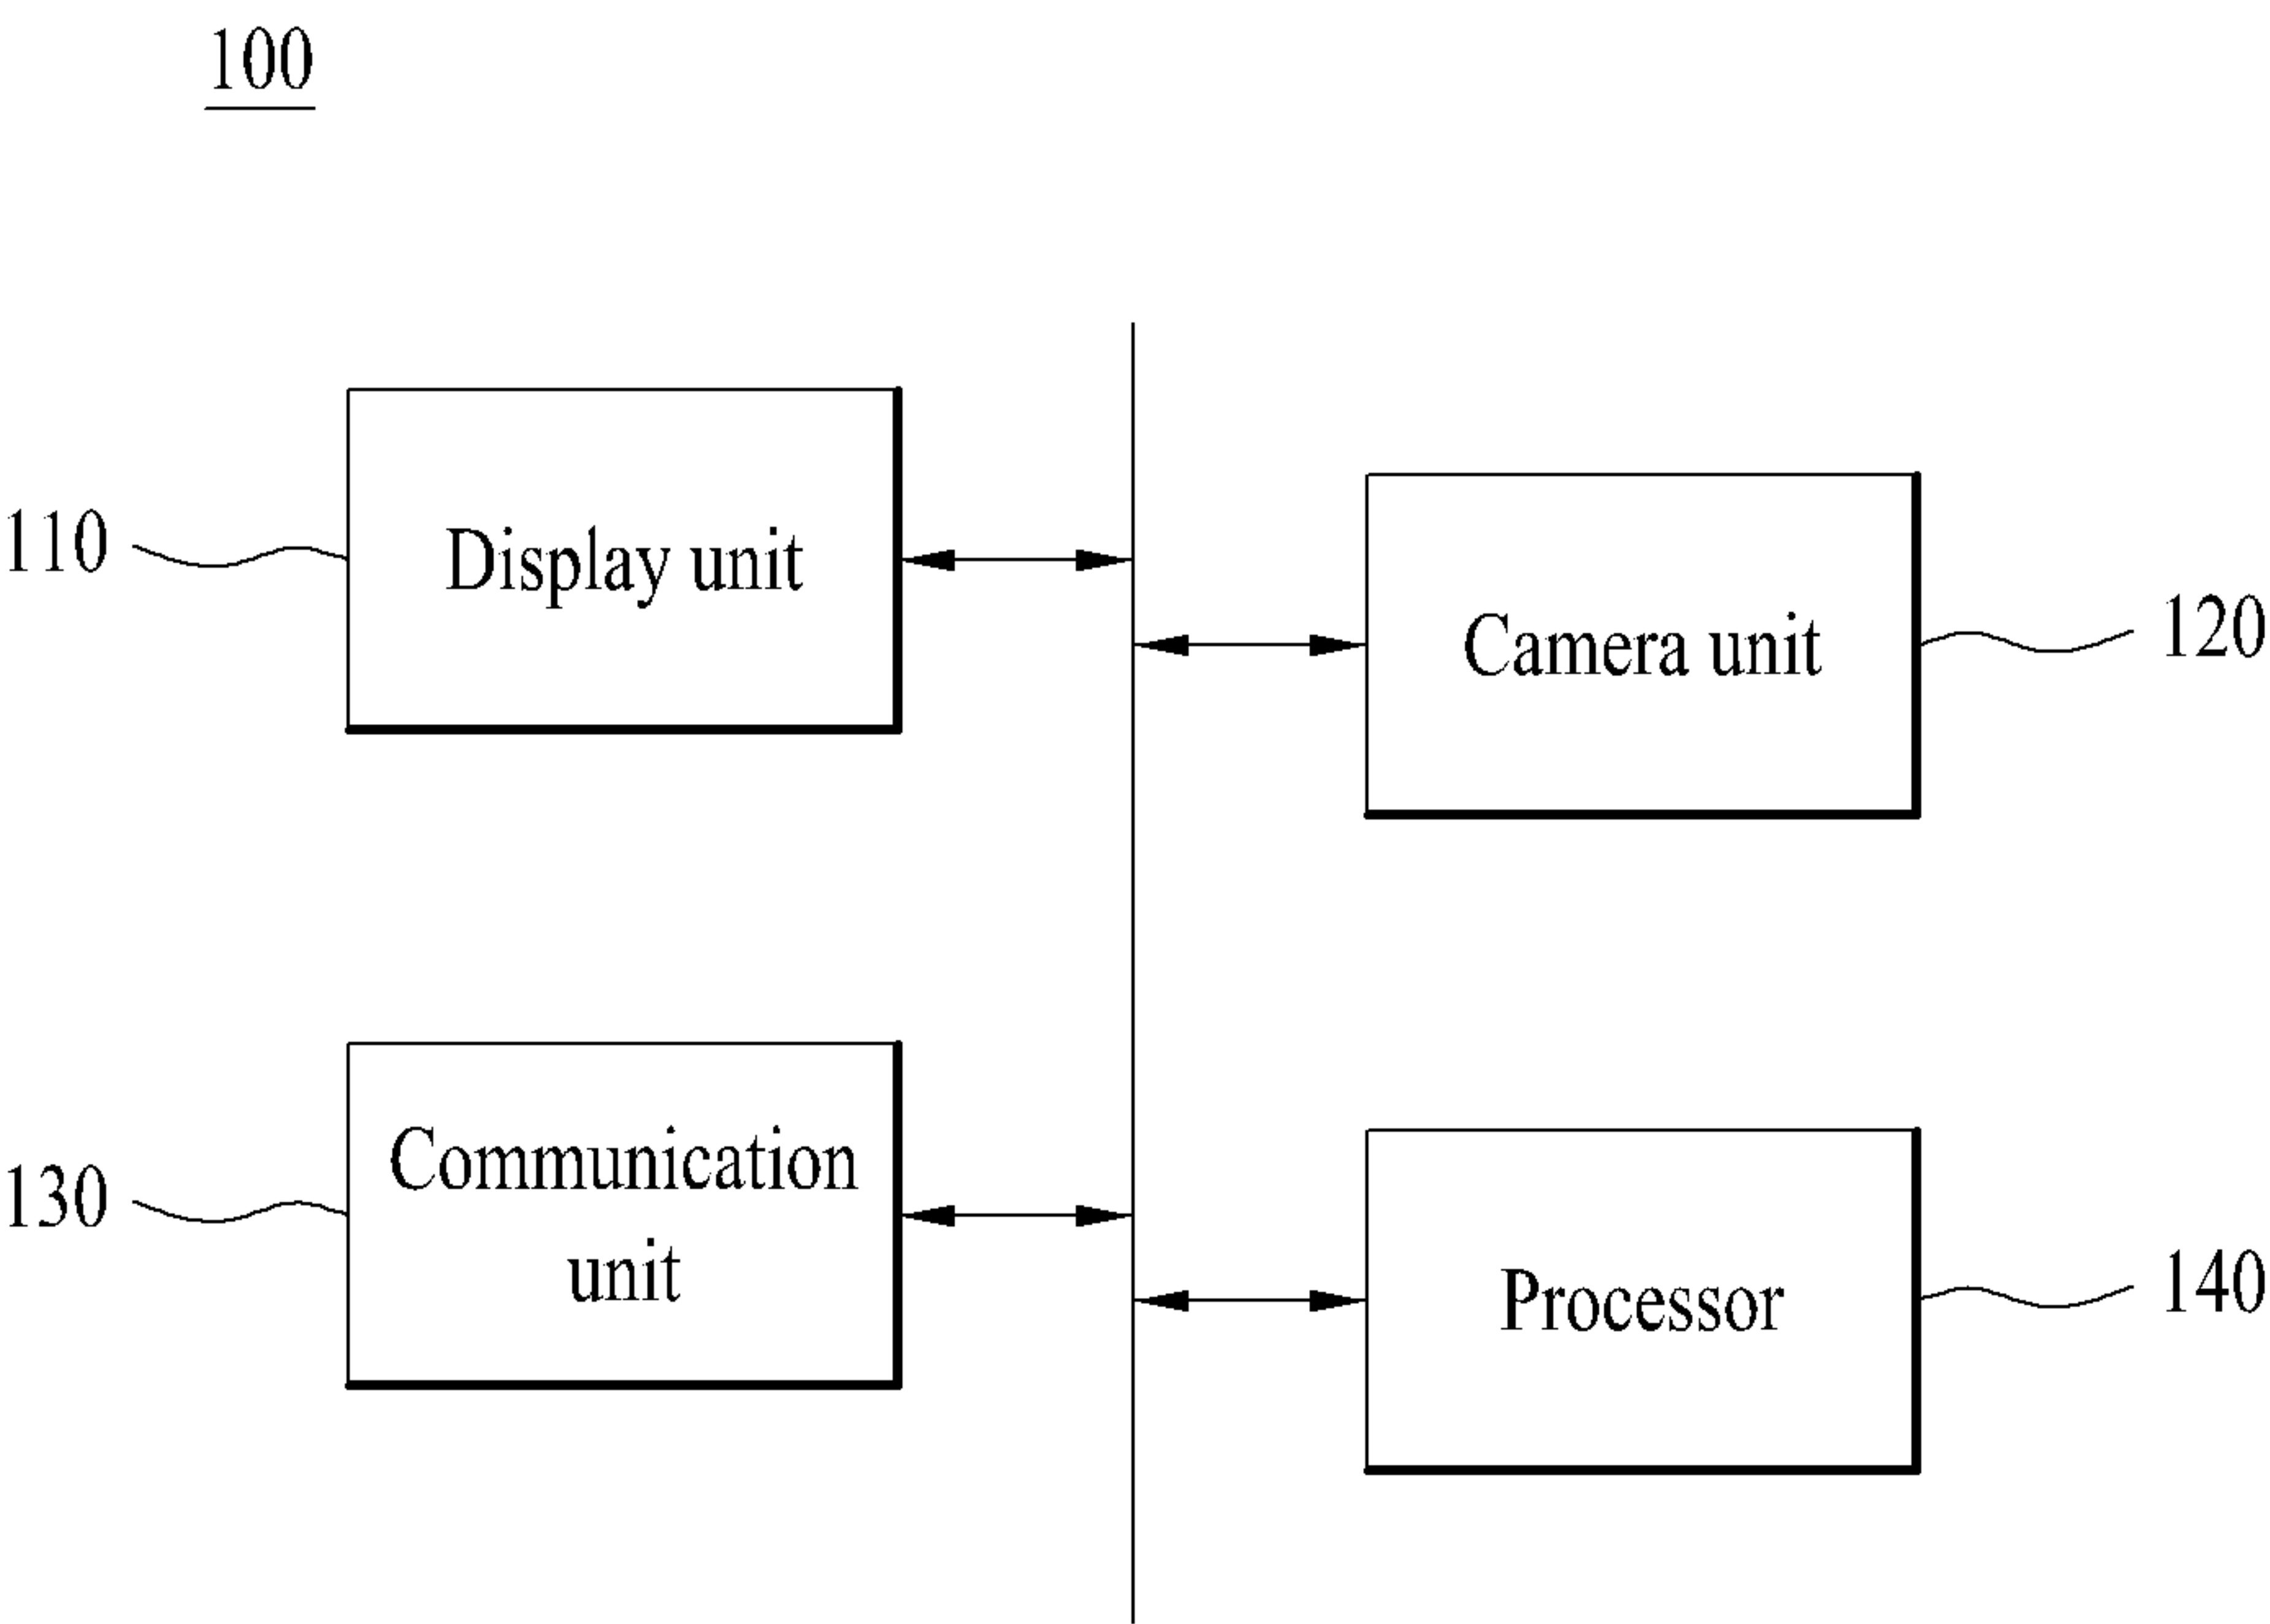 100
110
Display unit
Camera unit
120
130
Communication
unit
Processor
140